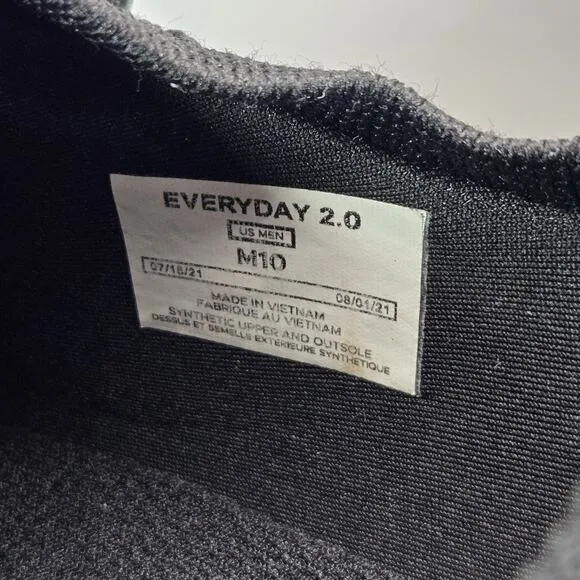 EVERYDAY 2.0
US MEN
M10
07/16/21 08/01/21
MADE IN VIETNAM
FABRIQUE AU VIETNAM
SYNTHETIC UPPER AND OUTSOLE
DESSUS ET SEMELLE EXTERIEURE SYNTHETIQUE